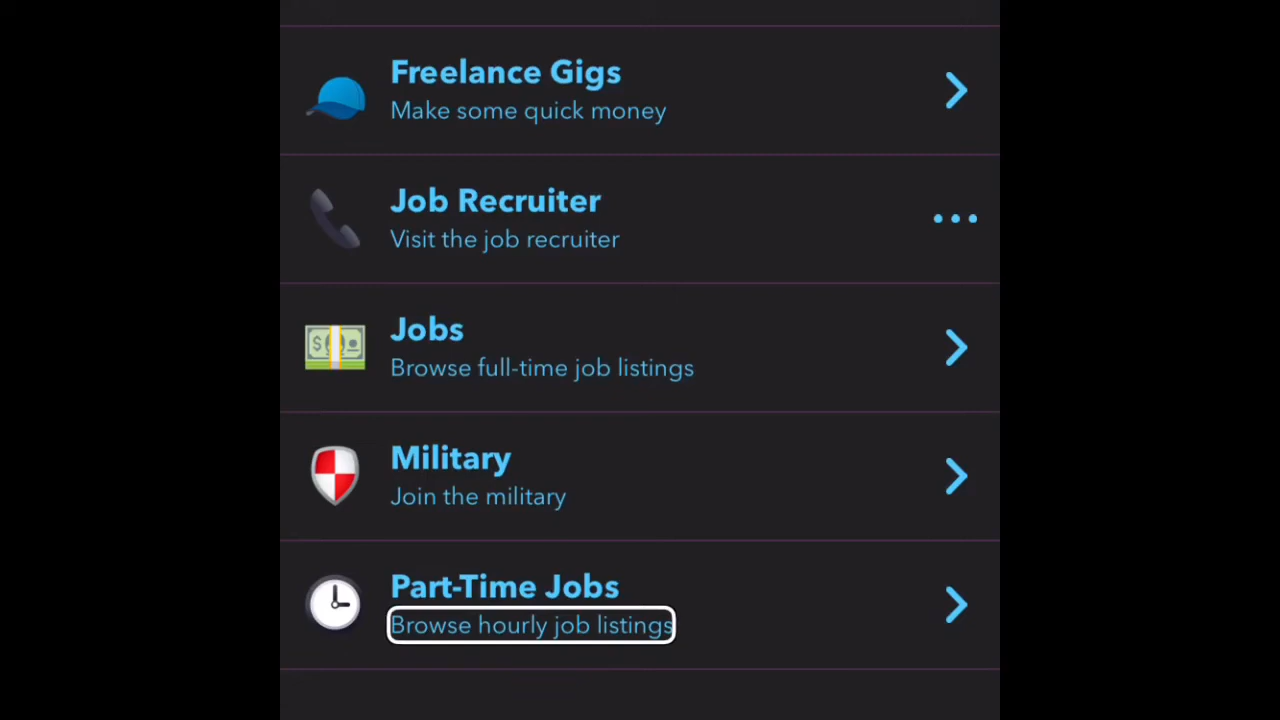 Freelance Gigs
Make some quick money
Job Recruiter
Visit the job recruiter
Jobs
Browse full-time job listings
Military
Join the military
Part-Time Jobs
Browse hourly job listings